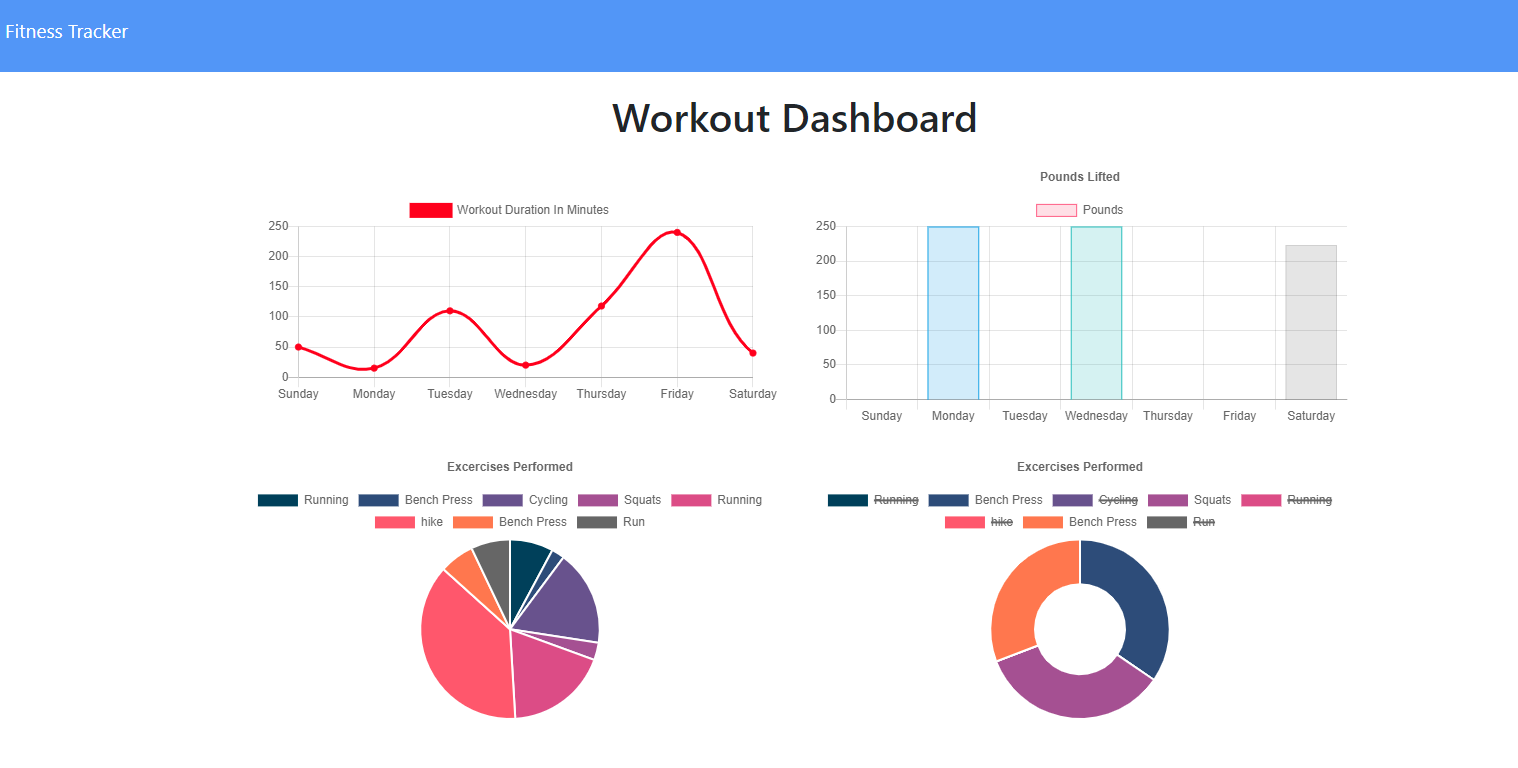 Fitness Tracker
Workout Dashboard
Workout Duration In Minutes
250
200
150
100
50
0
Sunday Monday Tuesday Wednesday Thursday Friday Saturday
Pounds Lifted
Pounds
250
200
150
100
50
0
Sunday Monday Tuesday Wednesday Thursday Friday Saturday
Excercises Performed
Running Bench Press Cycling Squats Running
hike Bench Press Run
Excercises Performed
Running Bench Press Cycling Squats Running
hike Bench Press Run